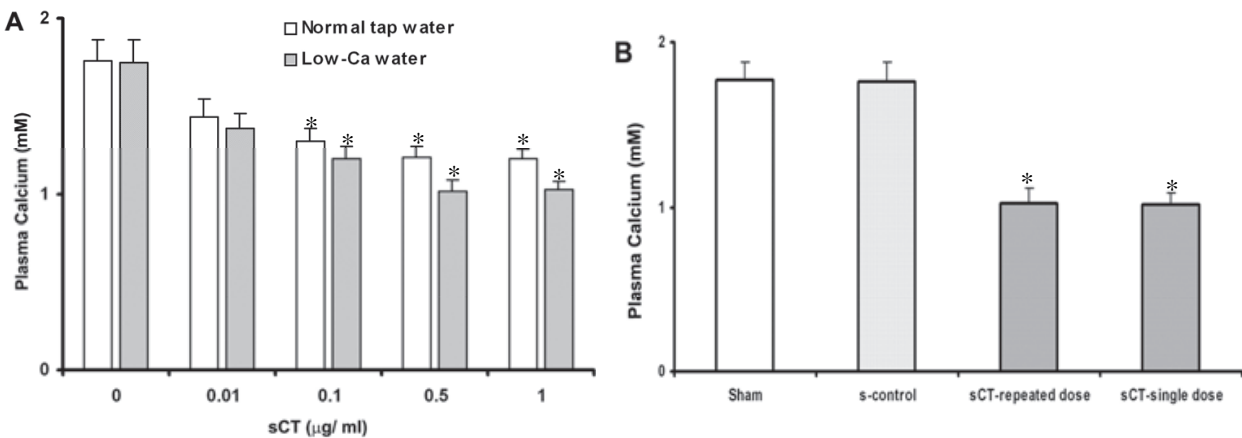 A
Normal tap water
Low-Ca water
Plasma Calcium (mM)
2
1
0
* * * * * *
0 0.01 0.1 0.5 1
sCT (μg/ ml)
B
Plasma Calcium (mM)
2
1
0
* *
Sham s-control sCT-repeated dose sCT-single dose